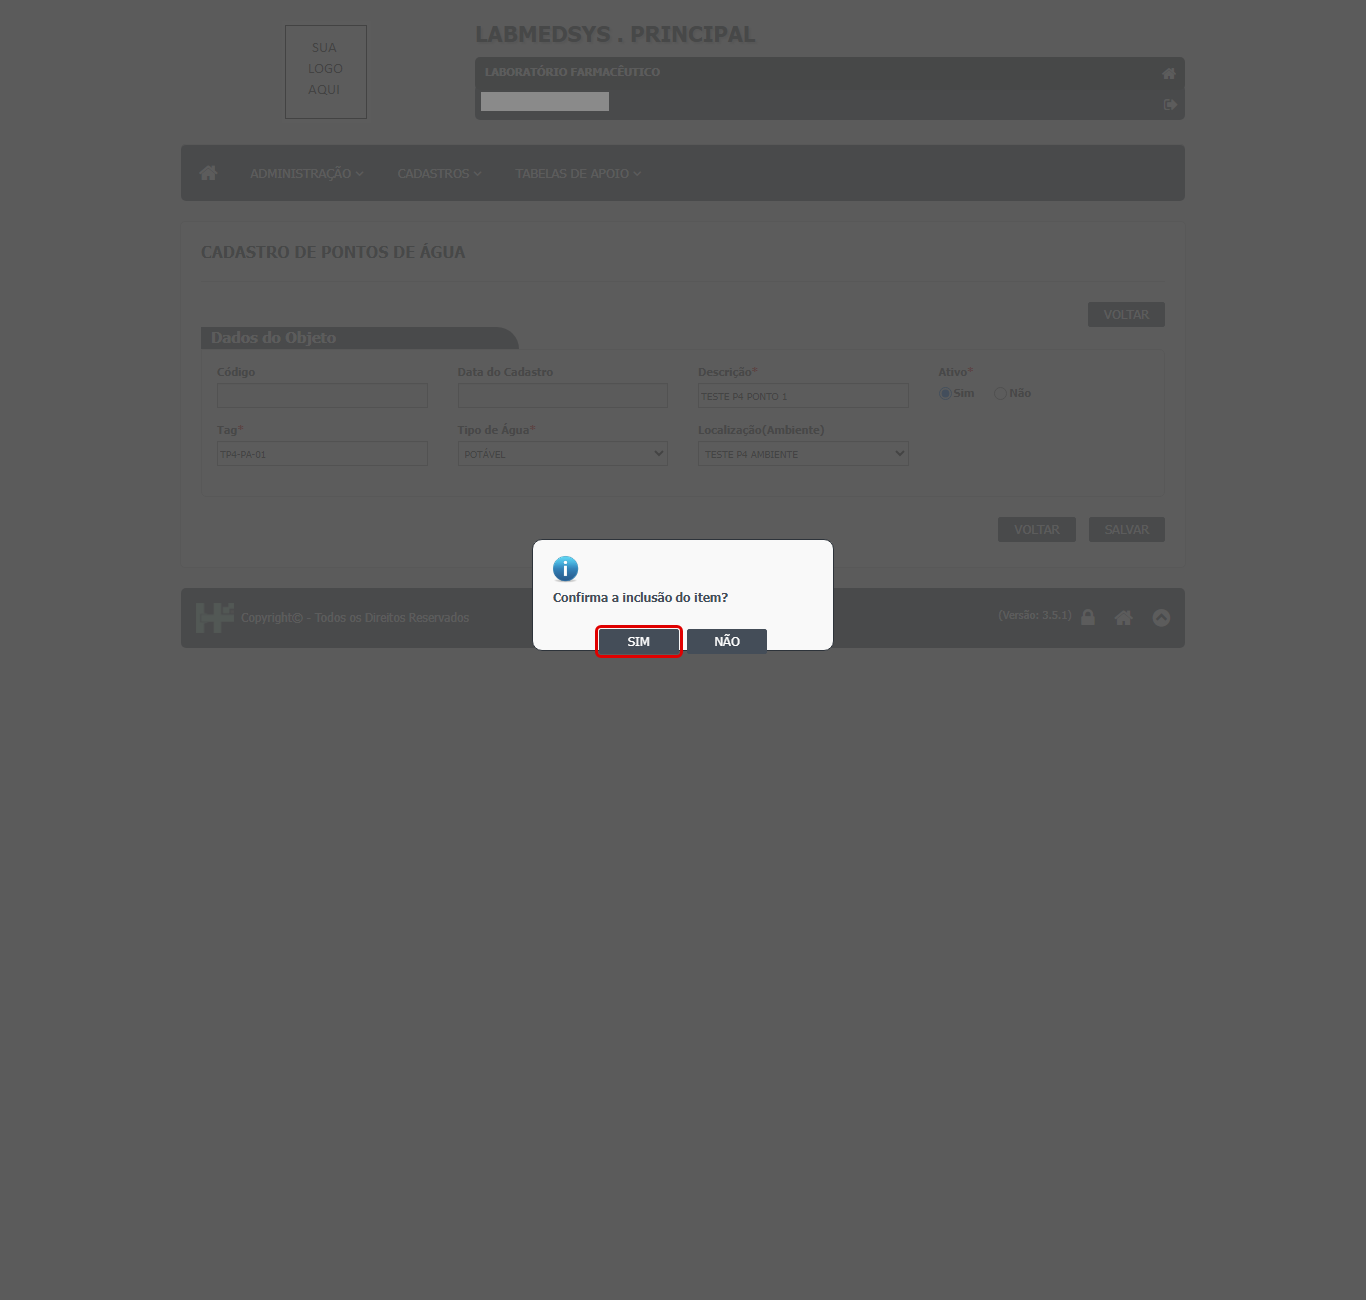 SUA
LOGO
AQUI
LABMEDSYS . PRINCIPAL
LABORATÓRIO FARMACÊUTICO
ADMINISTRAÇÃO
CADASTROS
TABELAS DE APOIO
CADASTRO DE PONTOS DE ÁGUA
VOLTAR
Dados do Objeto
Código
Data do Cadastro
Descrição*
Ativo*
TESTE P4 PONTO 1
Sim
Não
Tag*
Tipo de Água*
Localização(Ambiente)
TP4-PA-01
POTÁVEL
TESTE P4 AMBIENTE
VOLTAR
SALVAR
Confirma a inclusão do item?
SIM
NÃO
Copyright© - Todos os Direitos Reservados
(Versão: 3.5.1)